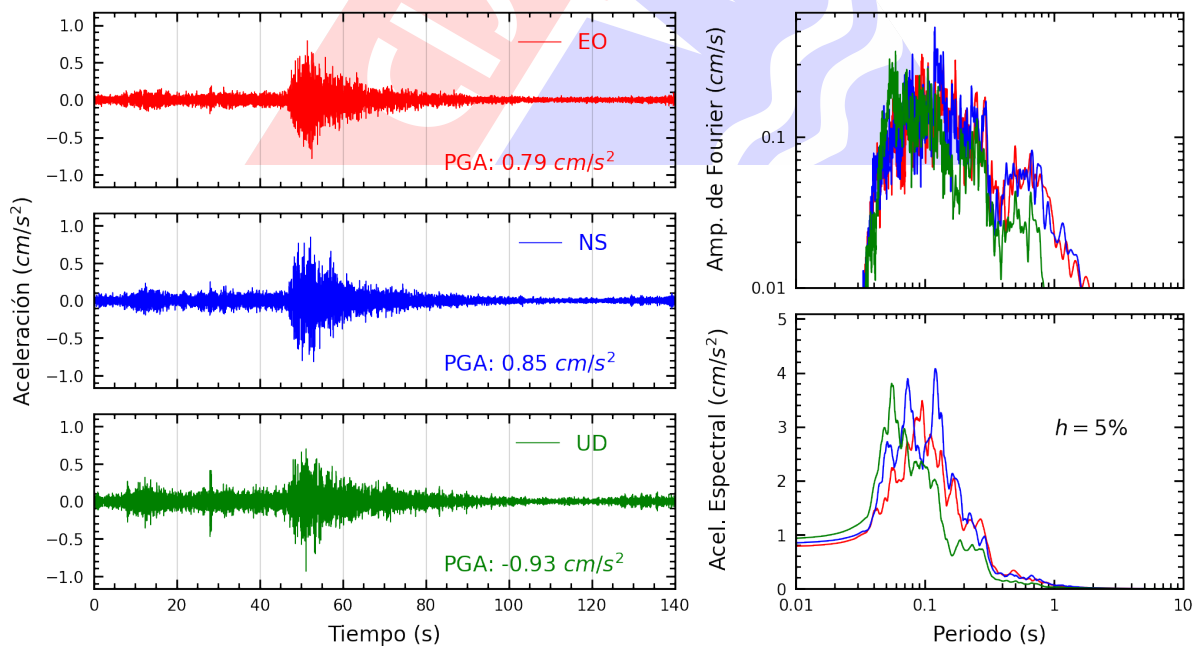 Aceleración (cm/s²)
1.0
0.5
0.0
−0.5
−1.0
EO
PGA: 0.79 cm/s²
1.0
0.5
0.0
−0.5
−1.0
NS
PGA: 0.85 cm/s²
1.0
0.5
0.0
−0.5
−1.0
UD
PGA: -0.93 cm/s²
0 20 40 60 80 100 120 140
Tiempo (s)
Amp. de Fourier (cm/s)
0.1
0.01
Acel. Espectral (cm/s²)
5
4
3
2
1
0
h = 5%
0.01 0.1 1 10
Periodo (s)